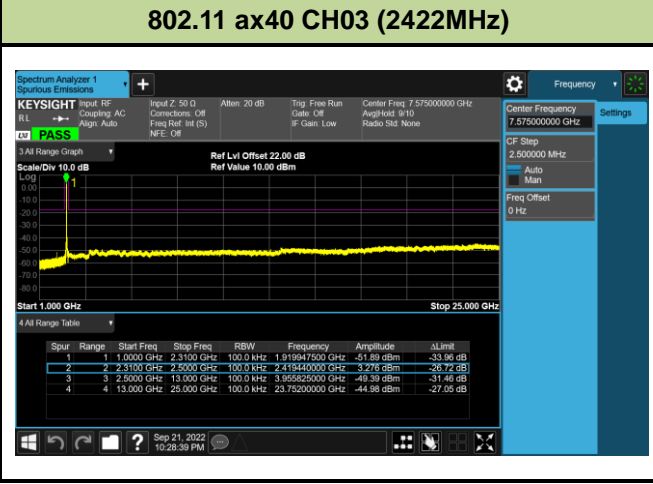 802.11 ax40 CH03 (2422MHz)
Spectrum Analyzer 1
Spurious Emissions
+
Frequency
KEYSIGHT Input: RF Input Z: 50 Ω Atten: 20 dB Trig: Free Run Center Freq: 7.575000000 GHz
RL Coupling: AC Corrections: Off Gate: Off Avg|Hold: 9/10
Align: Auto Freq Ref: Int (S) IF Gain: Low Radio Std: None
LXI PASS NFE: Off
Center Frequency
7.575000000 GHz
Settings
CF Step
2.500000 MHz
Auto
Man
Freq Offset
0 Hz
3 All Range Graph
Ref Lvl Offset 22.00 dB
Scale/Div 10.0 dB Ref Value 10.00 dBm
Log
1
0.00
-10.0
-20.0
-30.0
-40.0
-50.0
-60.0
-70.0
-80.0
Start 1.000 GHz Stop 25.000 GHz
4 All Range Table
Spur Range Start Freq Stop Freq RBW Frequency Amplitude ΔLimit
1 1 1.0000 GHz 2.3100 GHz 100.0 kHz 1.919947500 GHz -51.89 dBm -33.96 dB
2 2 2.3100 GHz 2.5000 GHz 100.0 kHz 2.419440000 GHz 3.276 dBm -26.72 dB
3 3 2.5000 GHz 13.000 GHz 100.0 kHz 3.955825000 GHz -49.39 dBm -31.46 dB
4 4 13.000 GHz 25.000 GHz 100.0 kHz 23.75200000 GHz -44.98 dBm -27.05 dB
? Sep 21, 2022
10:28:39 PM